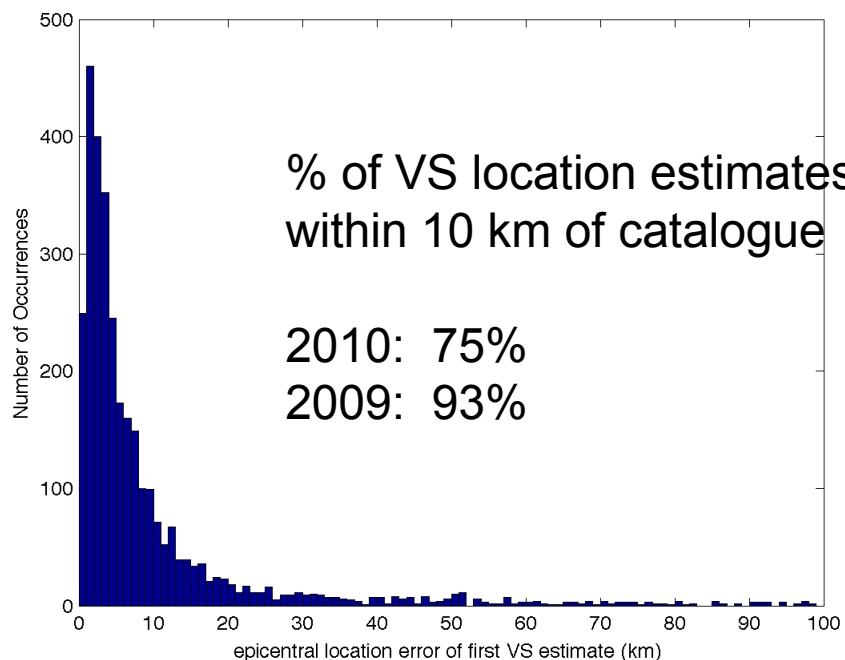 500
400
300
200
100
0
Number of Occurrences
% of VS location estimates
within 10 km of catalogue
2010: 75%
2009: 93%
0 10 20 30 40 50 60 70 80 90 100
epicentral location error of first VS estimate (km)